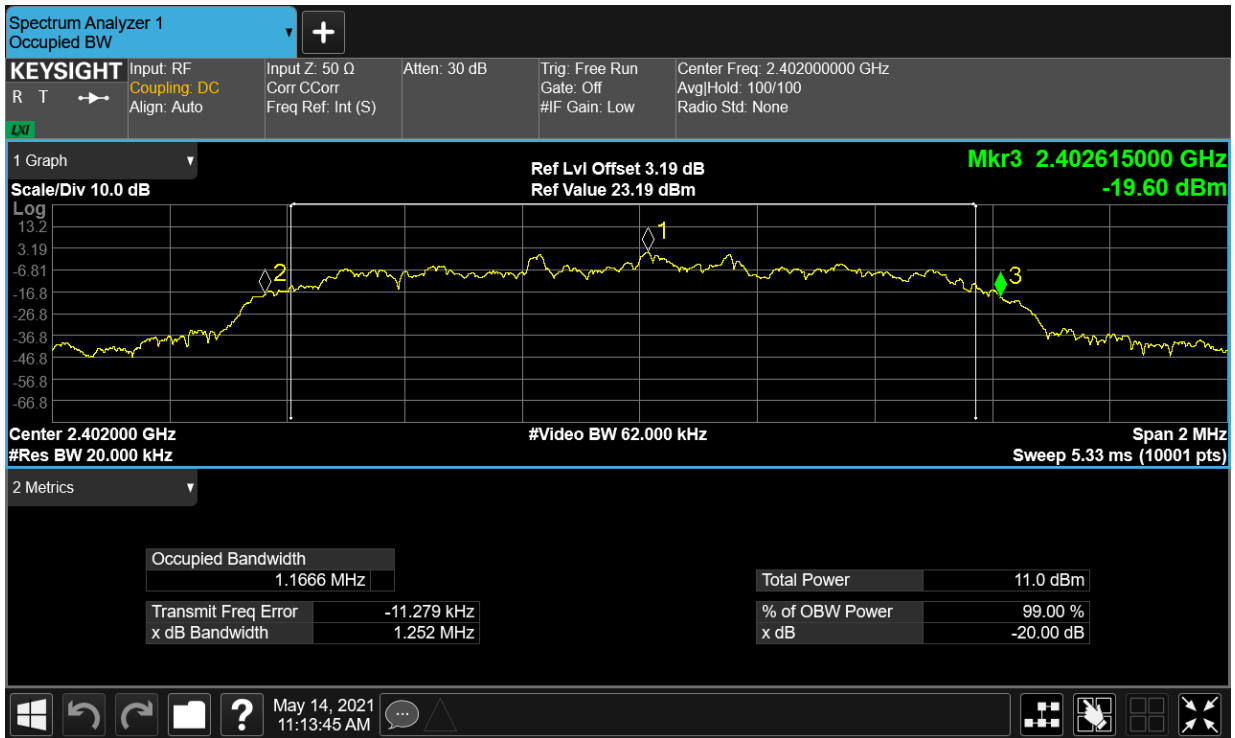 Spectrum Analyzer 1
Occupied BW
KEYSIGHT
R T
LXI
Input: RF
Coupling: DC
Align: Auto
Input Z: 50 Ω
Corr CCorr
Freq Ref: Int (S)
Atten: 30 dB
Trig: Free Run
Gate: Off
#IF Gain: Low
Center Freq: 2.402000000 GHz
Avg|Hold: 100/100
Radio Std: None
1 Graph
Scale/Div 10.0 dB
Ref Lvl Offset 3.19 dB
Ref Value 23.19 dBm
Mkr3 2.402615000 GHz
-19.60 dBm
Log
13.2
3.19
-6.81
-16.8
-26.8
-36.8
-46.8
-56.8
-66.8
1
2
3
Center 2.402000 GHz
#Video BW 62.000 kHz
Span 2 MHz
#Res BW 20.000 kHz
Sweep 5.33 ms (10001 pts)
2 Metrics
Occupied Bandwidth
1.1666 MHz
Transmit Freq Error -11.279 kHz
x dB Bandwidth 1.252 MHz
Total Power 11.0 dBm
% of OBW Power 99.00 %
x dB -20.00 dB
?
May 14, 2021
11:13:45 AM